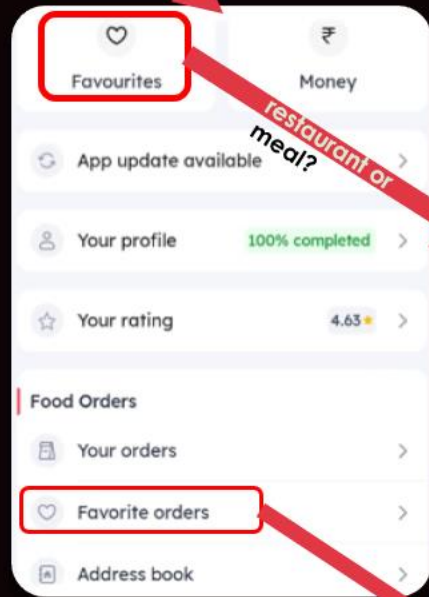 ₹
Favourites Money
restaurant or
meal?
App update available
Your profile 100% completed
Your rating 4.63★
Food Orders
Your orders
Favorite orders
Address book